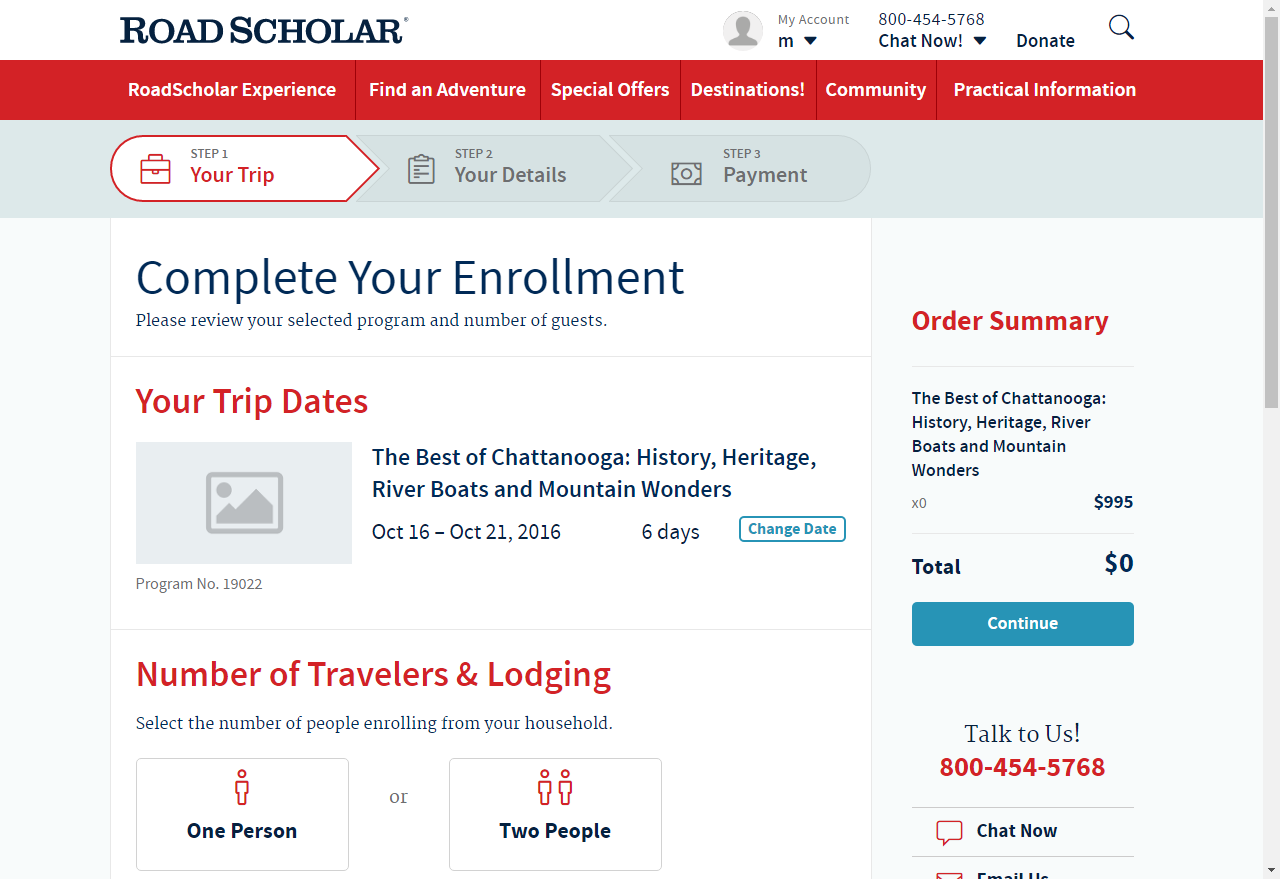 ROAD SCHOLAR®
My Account
m
800-454-5768
Chat Now!
Donate
RoadScholar Experience
Find an Adventure
Special Offers
Destinations!
Community
Practical Information
STEP 1
Your Trip
STEP 2
Your Details
STEP 3
Payment
Complete Your Enrollment
Please review your selected program and number of guests.
Your Trip Dates
The Best of Chattanooga: History, Heritage,
River Boats and Mountain Wonders
Oct 16 – Oct 21, 2016
6 days
Change Date
Program No. 19022
Number of Travelers & Lodging
Select the number of people enrolling from your household.
One Person
or
Two People
Order Summary
The Best of Chattanooga:
History, Heritage, River
Boats and Mountain
Wonders
x0
$995
Total
$0
Continue
Talk to Us!
800-454-5768
Chat Now
Email Us